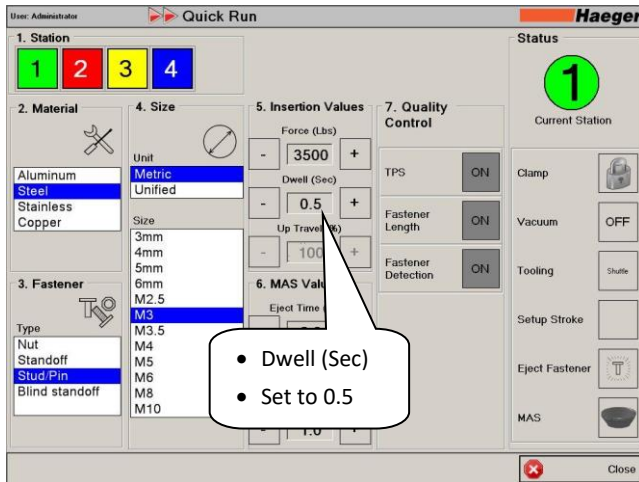 User: Administrator
Quick Run
Haeger
1. Station
1
2
3
4
Status
1
Current Station
2. Material
Aluminum
Steel
Stainless
Copper
3. Fastener
Type
Nut
Standoff
Stud/Pin
Blind standoff
4. Size
Unit
Metric
Unified
Size
3mm
4mm
5mm
6mm
M2.5
M3
M3.5
M4
M5
M6
M8
M10
5. Insertion Values
Force (Lbs)
- 3500 +
Dwell (Sec)
- 0.5 +
Up Travel (%)
- 100 +
6. MAS Val
Eject Time
- 1.0 +
• Dwell (Sec)
• Set to 0.5
7. Quality
Control
TPS ON
Fastener
Length ON
Fastener
Detection ON
Clamp
Vacuum OFF
Tooling Shuttle
Setup Stroke
Eject Fastener
MAS
Close